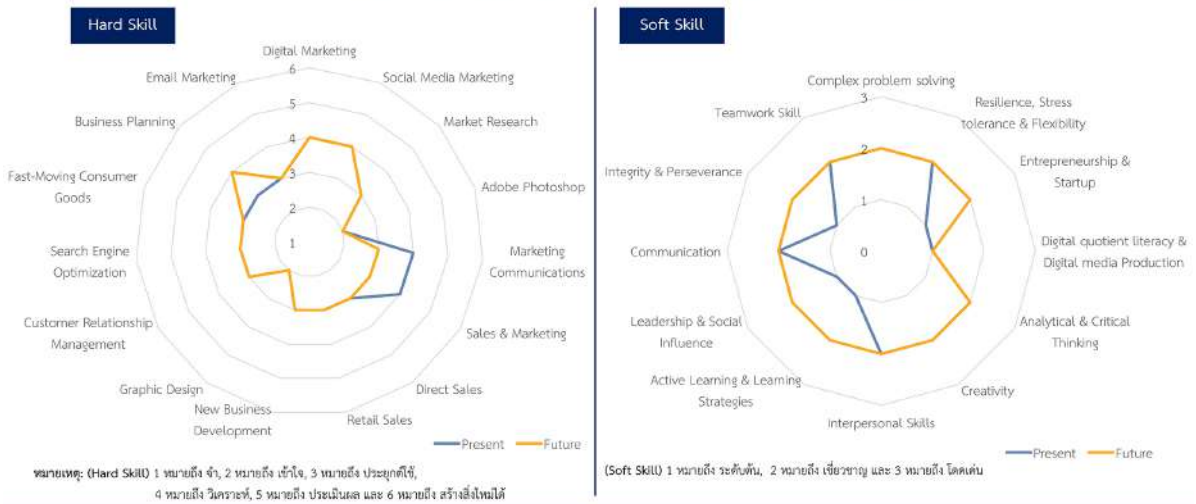 Hard Skill
Digital Marketing
Email Marketing
Social Media Marketing
Business Planning
Market Research
Fast-Moving Consumer
Goods
Adobe Photoshop
Search Engine
Optimization
Marketing
Communications
Customer Relationship
Management
Sales & Marketing
Graphic Design
Direct Sales
New Business
Development
Retail Sales
6
5
4
3
2
1
Present
Future
หมายเหตุ: (Hard Skill) 1 หมายถึง จำ, 2 หมายถึง เข้าใจ, 3 หมายถึง ประยุกต์ใช้,
4 หมายถึง วิเคราะห์, 5 หมายถึง ประเมินผล และ 6 หมายถึง สร้างสิ่งใหม่ได้
Soft Skill
Complex problem solving
Teamwork Skill
Resilience, Stress
tolerance & Flexibility
Integrity & Perseverance
Entrepreneurship &
Startup
Communication
Digital quotient literacy &
Digital media Production
Leadership & Social
Influence
Analytical & Critical
Thinking
Active Learning & Learning
Strategies
Creativity
Interpersonal Skills
3
2
1
0
Present
Future
(Soft Skill) 1 หมายถึง ระดับต้น, 2 หมายถึง เชี่ยวชาญ และ 3 หมายถึง โดดเด่น